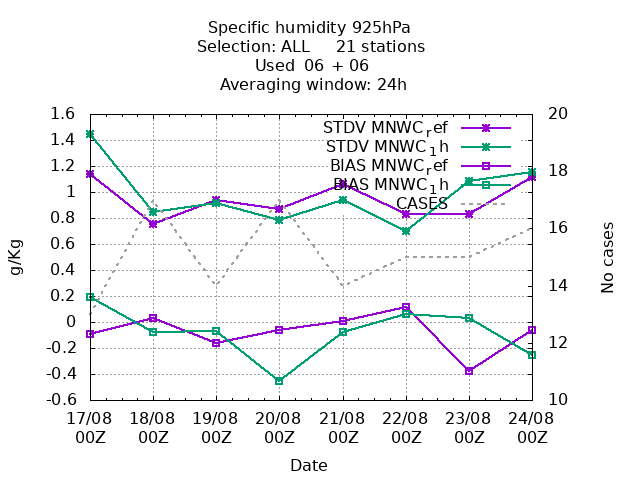 Specific humidity 925hPa
Selection: ALL 21 stations
Used 06 + 06
Averaging window: 24h
1.6
1.4
1.2
1
0.8
0.6
0.4
0.2
0
-0.2
-0.4
-0.6
g/Kg
20
18
16
14
12
10
No cases
STDV MNWC_ref
STDV MNWC_1h
BIAS MNWC_ref
BIAS MNWC_1h
CASES
17/08 18/08 19/08 20/08 21/08 22/08 23/08 24/08
00Z 00Z 00Z 00Z 00Z 00Z 00Z 00Z
Date